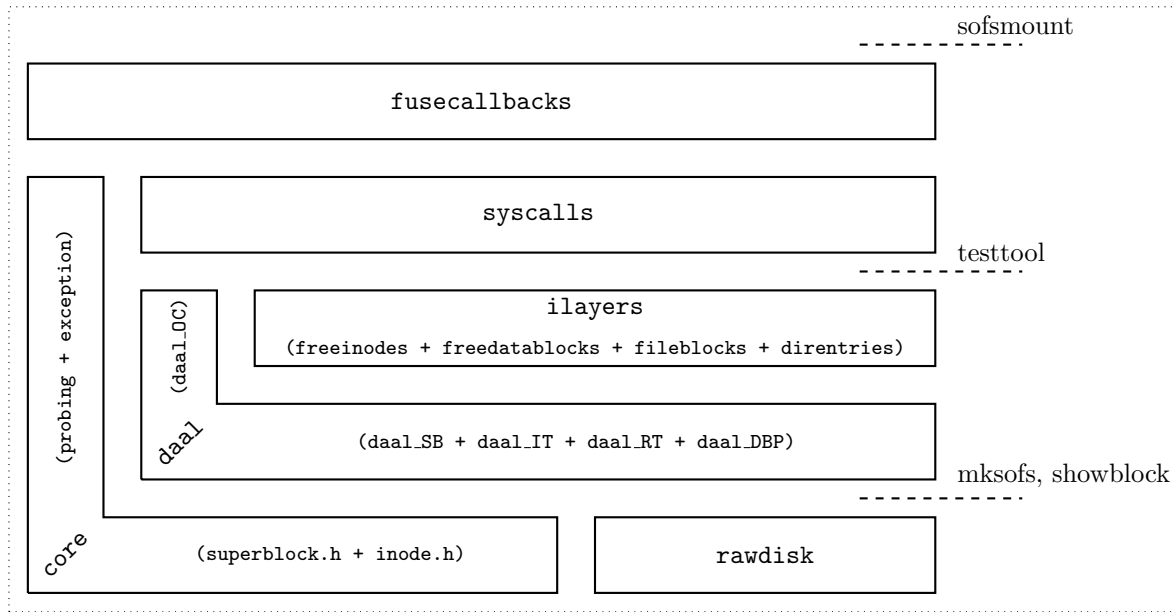 sofsmount
fusecallbacks
syscalls
testtool
(probing + exception)
(daal_OC)
ilayers
(freeinodes + freedatablocks + fileblocks + direntries)
daal
(daal_SB + daal_IT + daal_RT + daal_DBP)
mksofs, showblock
core
(superblock.h + inode.h)
rawdisk